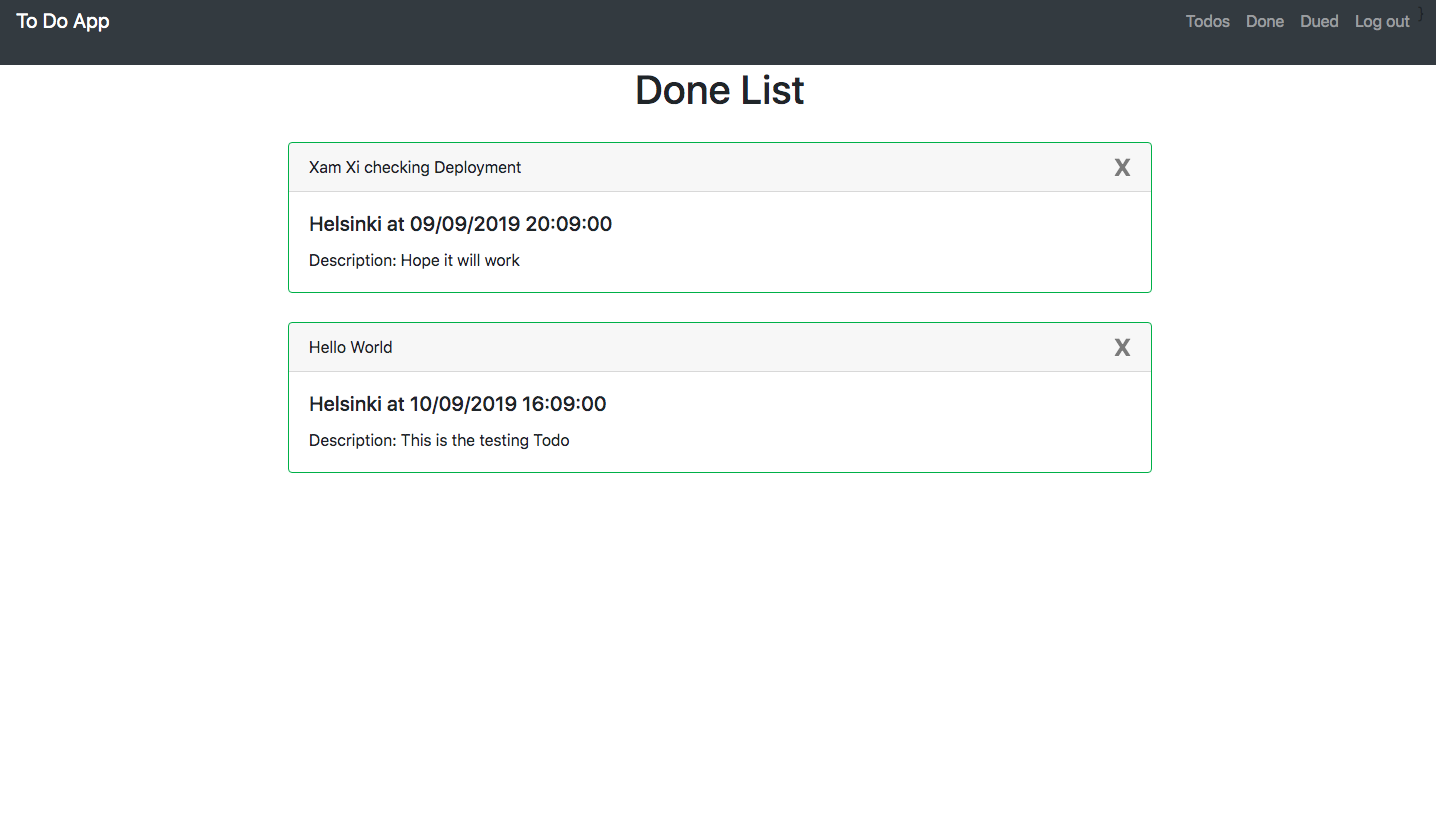 To Do App
Todos Done Dued Log out }
Done List
Xam Xi checking Deployment X
Helsinki at 09/09/2019 20:09:00
Description: Hope it will work
Hello World X
Helsinki at 10/09/2019 16:09:00
Description: This is the testing Todo